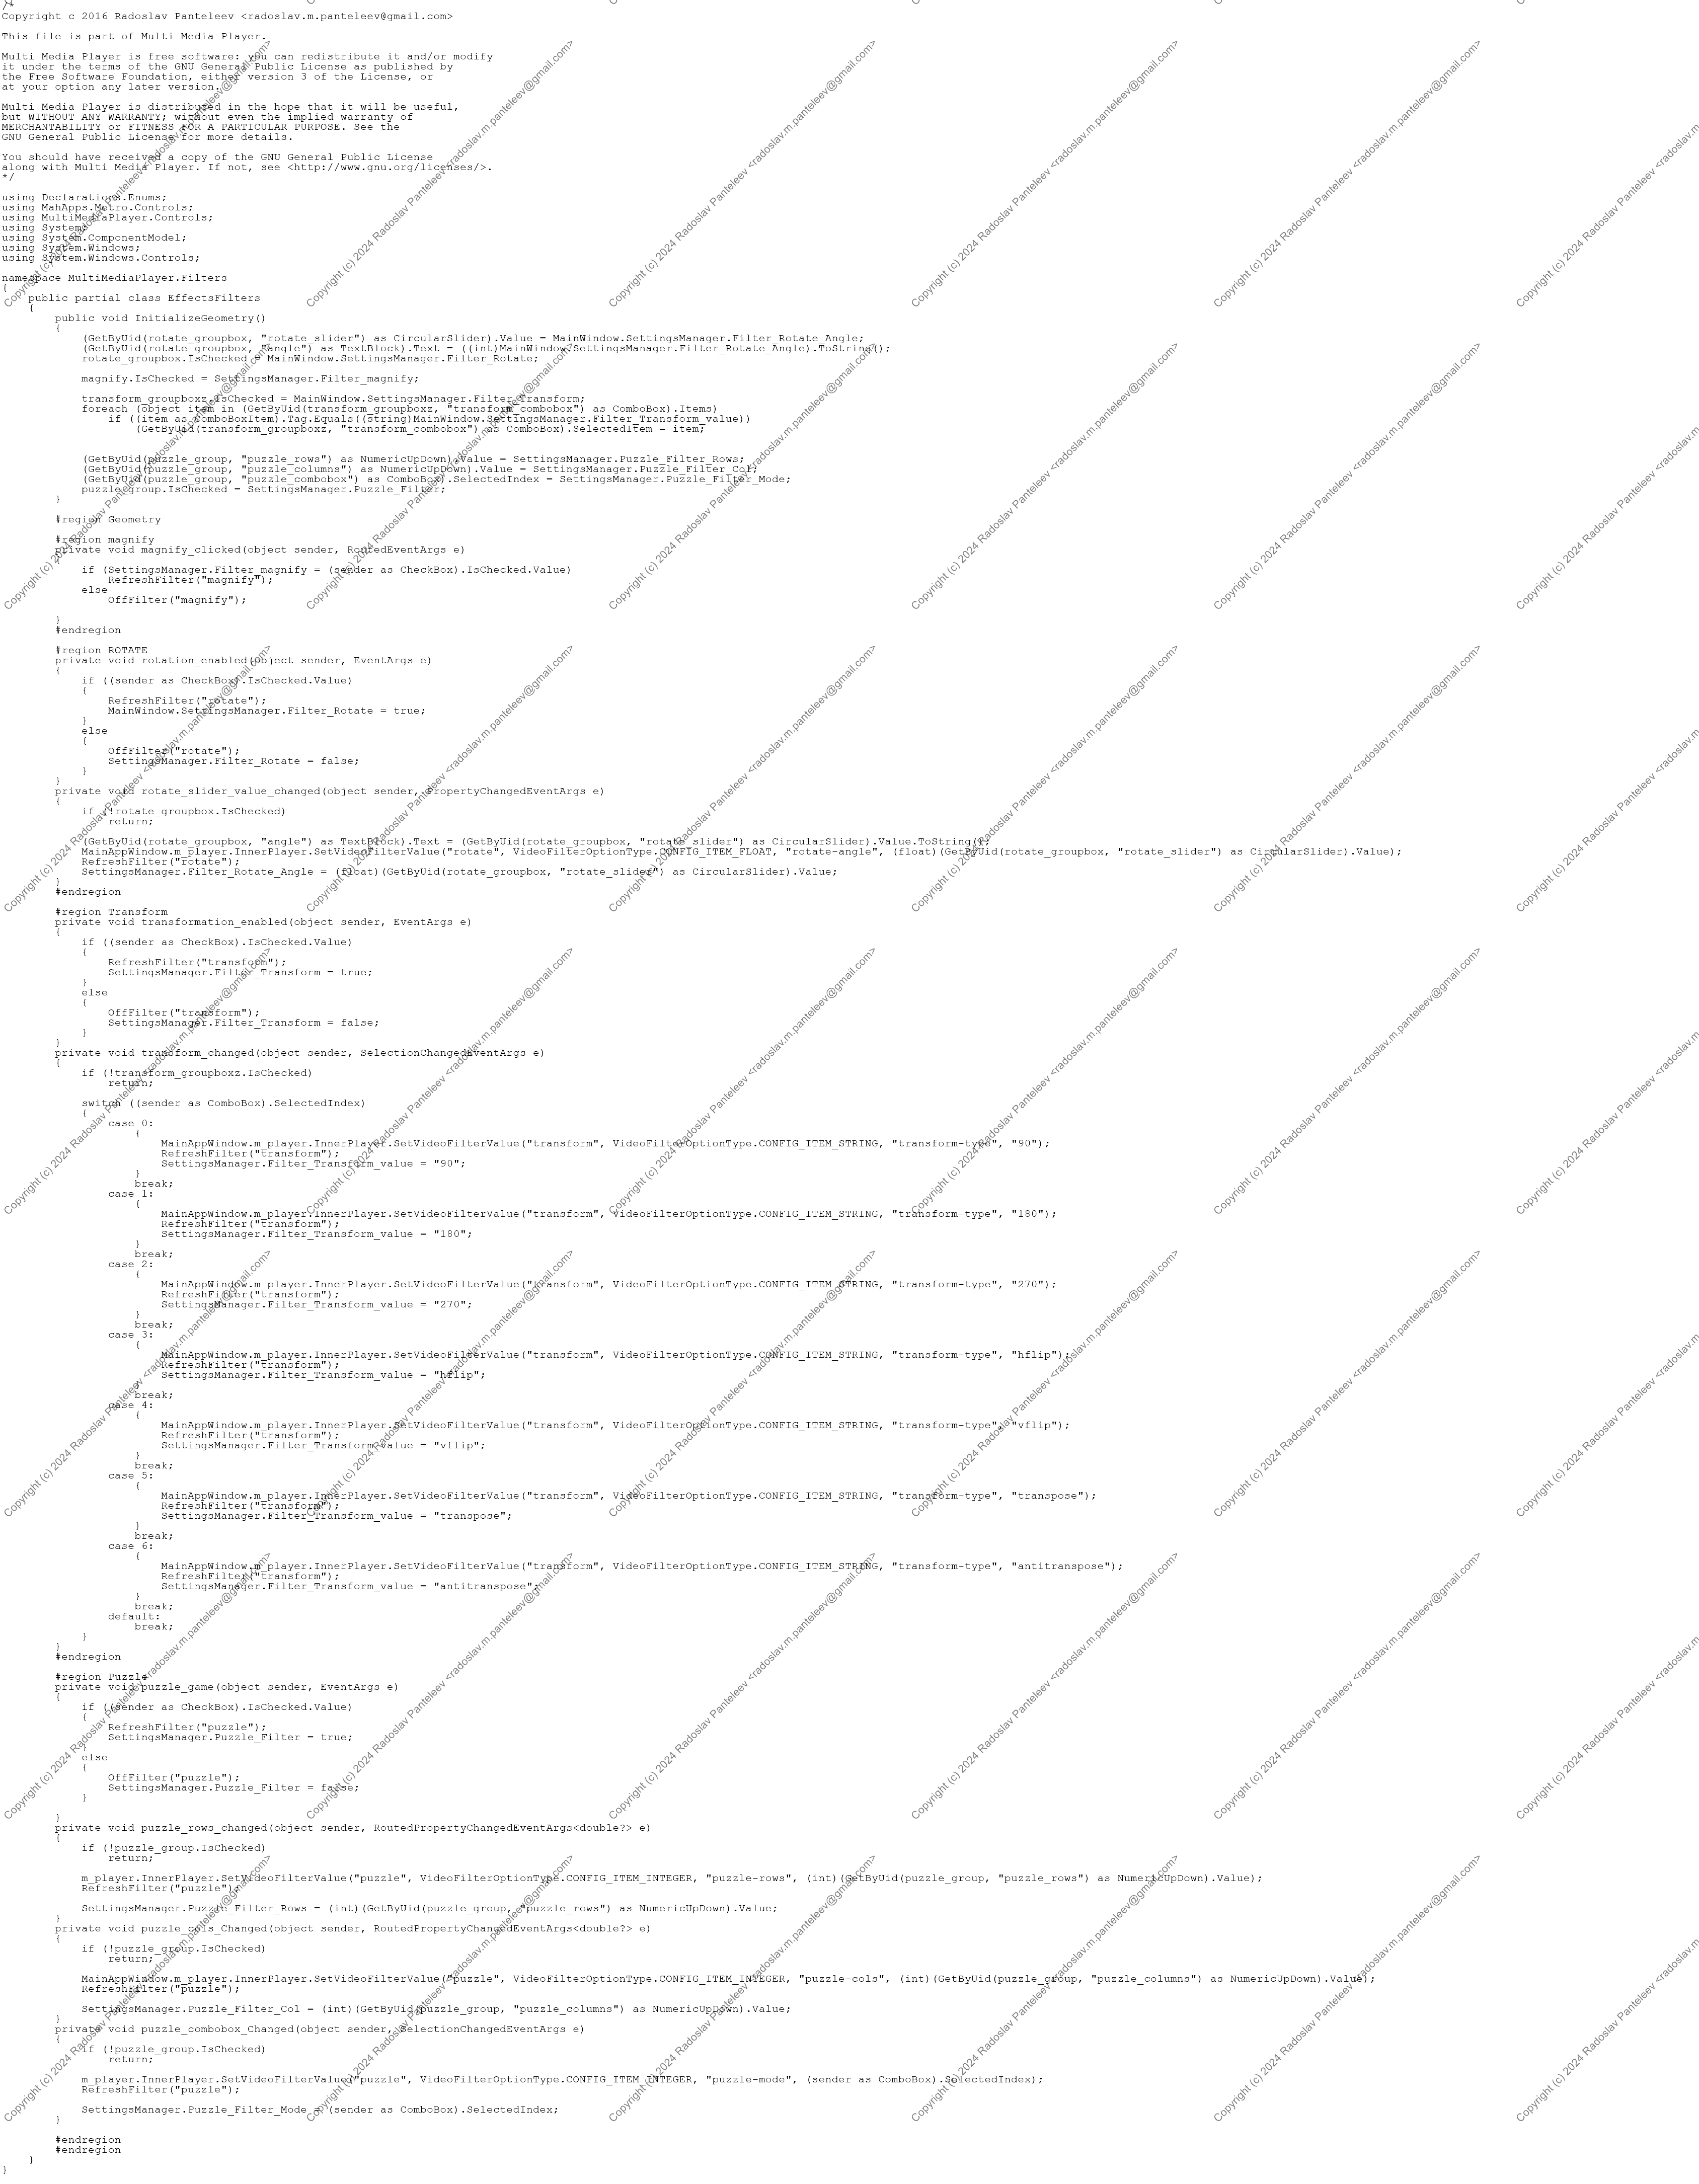 /*
Copyright c 2016 Radoslav Panteleev <radoslav.m.panteleev@gmail.com>

This file is part of Multi Media Player.

Multi Media Player is free software: you can redistribute it and/or modify
it under the terms of the GNU General Public License as published by
the Free Software Foundation, either version 3 of the License, or
at your option any later version.

Multi Media Player is distributed in the hope that it will be useful,
but WITHOUT ANY WARRANTY; without even the implied warranty of
MERCHANTABILITY or FITNESS FOR A PARTICULAR PURPOSE. See the
GNU General Public License for more details.

You should have received a copy of the GNU General Public License
along with Multi Media Player. If not, see <http://www.gnu.org/licenses/>.
*/

using Declarations.Enums;
using MahApps.Metro.Controls;
using MultiMediaPlayer.Controls;
using System;
using System.ComponentModel;
using System.Windows;
using System.Windows.Controls;

namespace MultiMediaPlayer.Filters
{
    public partial class EffectsFilters
    {
        public void InitializeGeometry()
        {
            (GetByUid(rotate_groupbox, "rotate_slider") as CircularSlider).Value = MainWindow.SettingsManager.Filter_Rotate_Angle;
            (GetByUid(rotate_groupbox, "angle") as TextBlock).Text = ((int)MainWindow.SettingsManager.Filter_Rotate_Angle).ToString();
            rotate_groupbox.IsChecked = MainWindow.SettingsManager.Filter_Rotate;

            magnify.IsChecked = SettingsManager.Filter_magnify;

            transform_groupboxz.IsChecked = MainWindow.SettingsManager.Filter_Transform;
            foreach (object item in (GetByUid(transform_groupboxz, "transform_combobox") as ComboBox).Items)
                if ((item as ComboBoxItem).Tag.Equals((string)MainWindow.SettingsManager.Filter_Transform_value))
                    (GetByUid(transform_groupboxz, "transform_combobox") as ComboBox).SelectedItem = item;


            (GetByUid(puzzle_group, "puzzle_rows") as NumericUpDown).Value = SettingsManager.Puzzle_Filter_Rows;
            (GetByUid(puzzle_group, "puzzle_columns") as NumericUpDown).Value = SettingsManager.Puzzle_Filter_Col;
            (GetByUid(puzzle_group, "puzzle_combobox") as ComboBox).SelectedIndex = SettingsManager.Puzzle_Filter_Mode;
            puzzle_group.IsChecked = SettingsManager.Puzzle_Filter;
        }

        #region Geometry

        #region magnify
        private void magnify_clicked(object sender, RoutedEventArgs e)
        {
            if (SettingsManager.Filter_magnify = (sender as CheckBox).IsChecked.Value)
                RefreshFilter("magnify");
            else
                OffFilter("magnify");

        }
        #endregion

        #region ROTATE
        private void rotation_enabled(object sender, EventArgs e)
        {
            if ((sender as CheckBox).IsChecked.Value)
            {
                RefreshFilter("rotate");
                MainWindow.SettingsManager.Filter_Rotate = true;
            }
            else
            {
                OffFilter("rotate");
                SettingsManager.Filter_Rotate = false;
            }
        }
        private void rotate_slider_value_changed(object sender, PropertyChangedEventArgs e)
        {
            if (!rotate_groupbox.IsChecked)
                return;

            (GetByUid(rotate_groupbox, "angle") as TextBlock).Text = (GetByUid(rotate_groupbox, "rotate_slider") as CircularSlider).Value.ToString();
            MainAppWindow.m_player.InnerPlayer.SetVideoFilterValue("rotate", VideoFilterOptionType.CONFIG_ITEM_FLOAT, "rotate-angle", (float)(GetByUid(rotate_groupbox, "rotate_slider") as CircularSlider).Value);
            RefreshFilter("rotate");
            SettingsManager.Filter_Rotate_Angle = (float)(GetByUid(rotate_groupbox, "rotate_slider") as CircularSlider).Value;
        }
        #endregion

        #region Transform
        private void transformation_enabled(object sender, EventArgs e)
        {
            if ((sender as CheckBox).IsChecked.Value)
            {
                RefreshFilter("transform");
                SettingsManager.Filter_Transform = true;
            }
            else
            {
                OffFilter("transform");
                SettingsManager.Filter_Transform = false;
            }
        }
        private void transform_changed(object sender, SelectionChangedEventArgs e)
        {
            if (!transform_groupboxz.IsChecked)
                return;

            switch ((sender as ComboBox).SelectedIndex)
            {
                case 0:
                    {
                        MainAppWindow.m_player.InnerPlayer.SetVideoFilterValue("transform", VideoFilterOptionType.CONFIG_ITEM_STRING, "transform-type", "90");
                        RefreshFilter("transform");
                        SettingsManager.Filter_Transform_value = "90";
                    }
                    break;
                case 1:
                    {
                        MainAppWindow.m_player.InnerPlayer.SetVideoFilterValue("transform", VideoFilterOptionType.CONFIG_ITEM_STRING, "transform-type", "180");
                        RefreshFilter("transform");
                        SettingsManager.Filter_Transform_value = "180";
                    }
                    break;
                case 2:
                    {
                        MainAppWindow.m_player.InnerPlayer.SetVideoFilterValue("transform", VideoFilterOptionType.CONFIG_ITEM_STRING, "transform-type", "270");
                        RefreshFilter("transform");
                        SettingsManager.Filter_Transform_value = "270";
                    }
                    break;
                case 3:
                    {
                        MainAppWindow.m_player.InnerPlayer.SetVideoFilterValue("transform", VideoFilterOptionType.CONFIG_ITEM_STRING, "transform-type", "hflip");
                        RefreshFilter("transform");
                        SettingsManager.Filter_Transform_value = "hflip";
                    }
                    break;
                case 4:
                    {
                        MainAppWindow.m_player.InnerPlayer.SetVideoFilterValue("transform", VideoFilterOptionType.CONFIG_ITEM_STRING, "transform-type", "vflip");
                        RefreshFilter("transform");
                        SettingsManager.Filter_Transform_value = "vflip";
                    }
                    break;
                case 5:
                    {
                        MainAppWindow.m_player.InnerPlayer.SetVideoFilterValue("transform", VideoFilterOptionType.CONFIG_ITEM_STRING, "transform-type", "transpose");
                        RefreshFilter("transform");
                        SettingsManager.Filter_Transform_value = "transpose";
                    }
                    break;
                case 6:
                    {
                        MainAppWindow.m_player.InnerPlayer.SetVideoFilterValue("transform", VideoFilterOptionType.CONFIG_ITEM_STRING, "transform-type", "antitranspose");
                        RefreshFilter("transform");
                        SettingsManager.Filter_Transform_value = "antitranspose";
                    }
                    break;
                default:
                    break;
            }
        }
        #endregion

        #region Puzzle
        private void puzzle_game(object sender, EventArgs e)
        {
            if ((sender as CheckBox).IsChecked.Value)
            {
                RefreshFilter("puzzle");
                SettingsManager.Puzzle_Filter = true;
            }
            else
            {
                OffFilter("puzzle");
                SettingsManager.Puzzle_Filter = false;
            }

        }
        private void puzzle_rows_changed(object sender, RoutedPropertyChangedEventArgs<double?> e)
        {
            if (!puzzle_group.IsChecked)
                return;

            m_player.InnerPlayer.SetVideoFilterValue("puzzle", VideoFilterOptionType.CONFIG_ITEM_INTEGER, "puzzle-rows", (int)(GetByUid(puzzle_group, "puzzle_rows") as NumericUpDown).Value);
            RefreshFilter("puzzle");

            SettingsManager.Puzzle_Filter_Rows = (int)(GetByUid(puzzle_group, "puzzle_rows") as NumericUpDown).Value;
        }
        private void puzzle_cols_Changed(object sender, RoutedPropertyChangedEventArgs<double?> e)
        {
            if (!puzzle_group.IsChecked)
                return;

            MainAppWindow.m_player.InnerPlayer.SetVideoFilterValue("puzzle", VideoFilterOptionType.CONFIG_ITEM_INTEGER, "puzzle-cols", (int)(GetByUid(puzzle_group, "puzzle_columns") as NumericUpDown).Value);
            RefreshFilter("puzzle");

            SettingsManager.Puzzle_Filter_Col = (int)(GetByUid(puzzle_group, "puzzle_columns") as NumericUpDown).Value;
        }
        private void puzzle_combobox_Changed(object sender, SelectionChangedEventArgs e)
        {
            if (!puzzle_group.IsChecked)
                return;

            m_player.InnerPlayer.SetVideoFilterValue("puzzle", VideoFilterOptionType.CONFIG_ITEM_INTEGER, "puzzle-mode", (sender as ComboBox).SelectedIndex);
            RefreshFilter("puzzle");

            SettingsManager.Puzzle_Filter_Mode = (sender as ComboBox).SelectedIndex;
        }

        #endregion
        #endregion
    }
}
Copyright (c) 2024 Radoslav Panteleev <radoslav.m.panteleev@gmail.com>